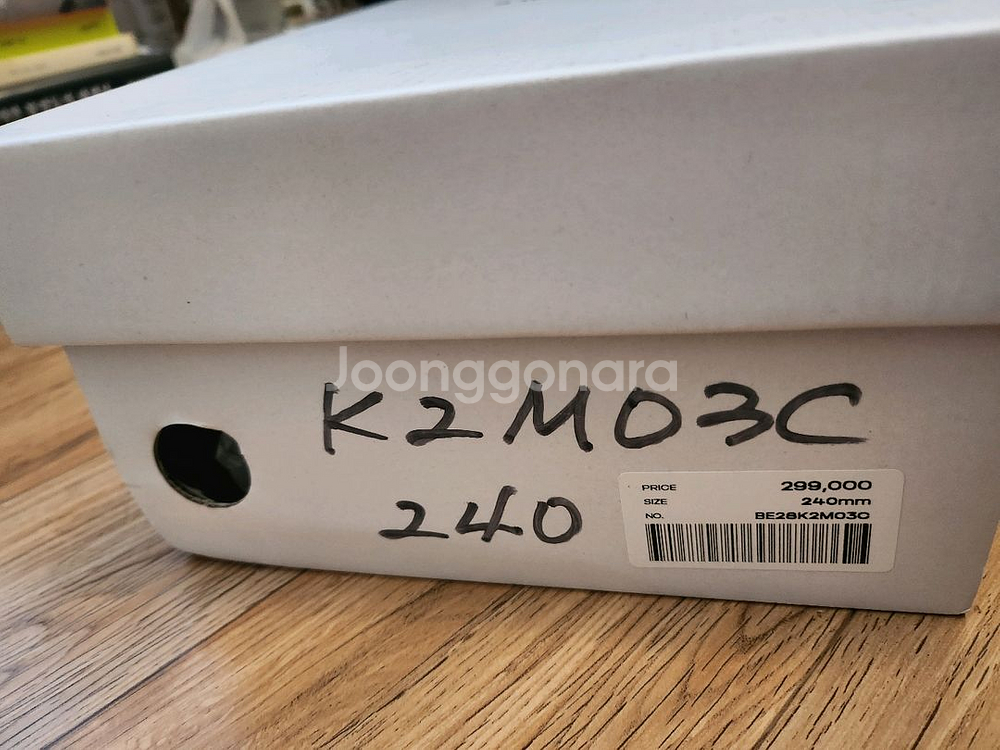 Joonggonara
K2M03C
240
PRICE 299,000
SIZE 240mm
NO. BE28K2M03C